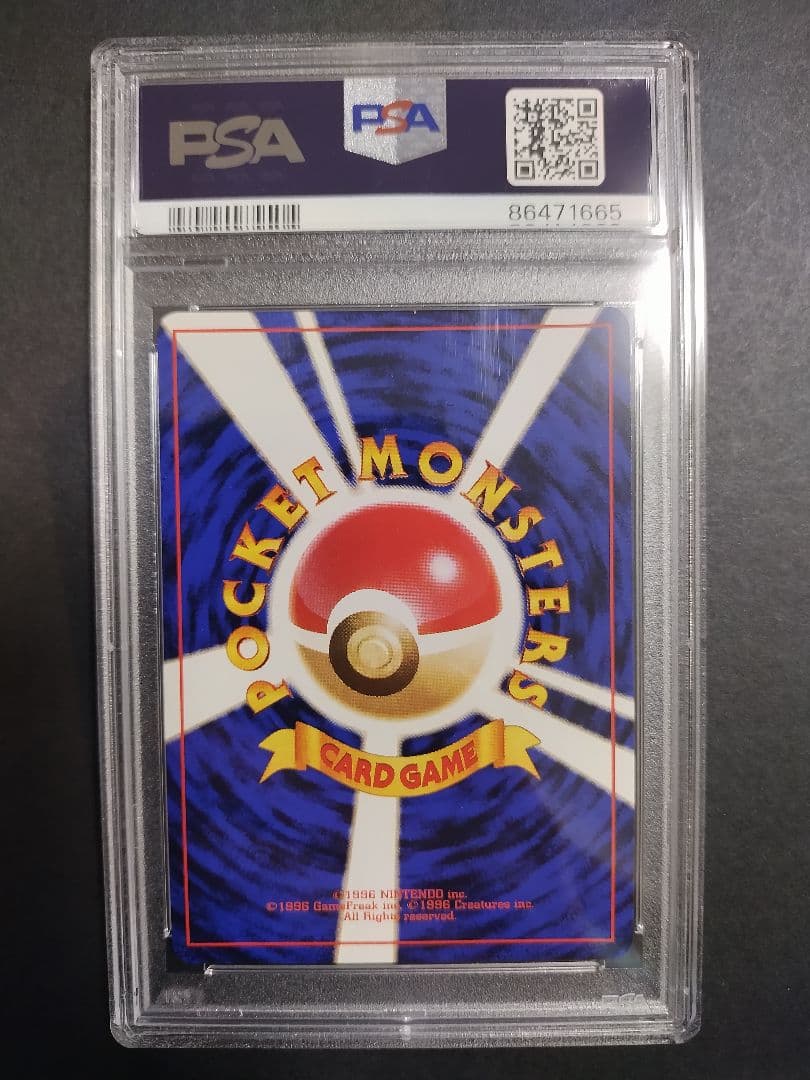 PSA
PSA
86471665
POCKET MONSTERS
CARD GAME
©1996 NINTENDO inc.
©1996 GameFreak inc. ©1996 Creatures inc.
All Rights reserved.